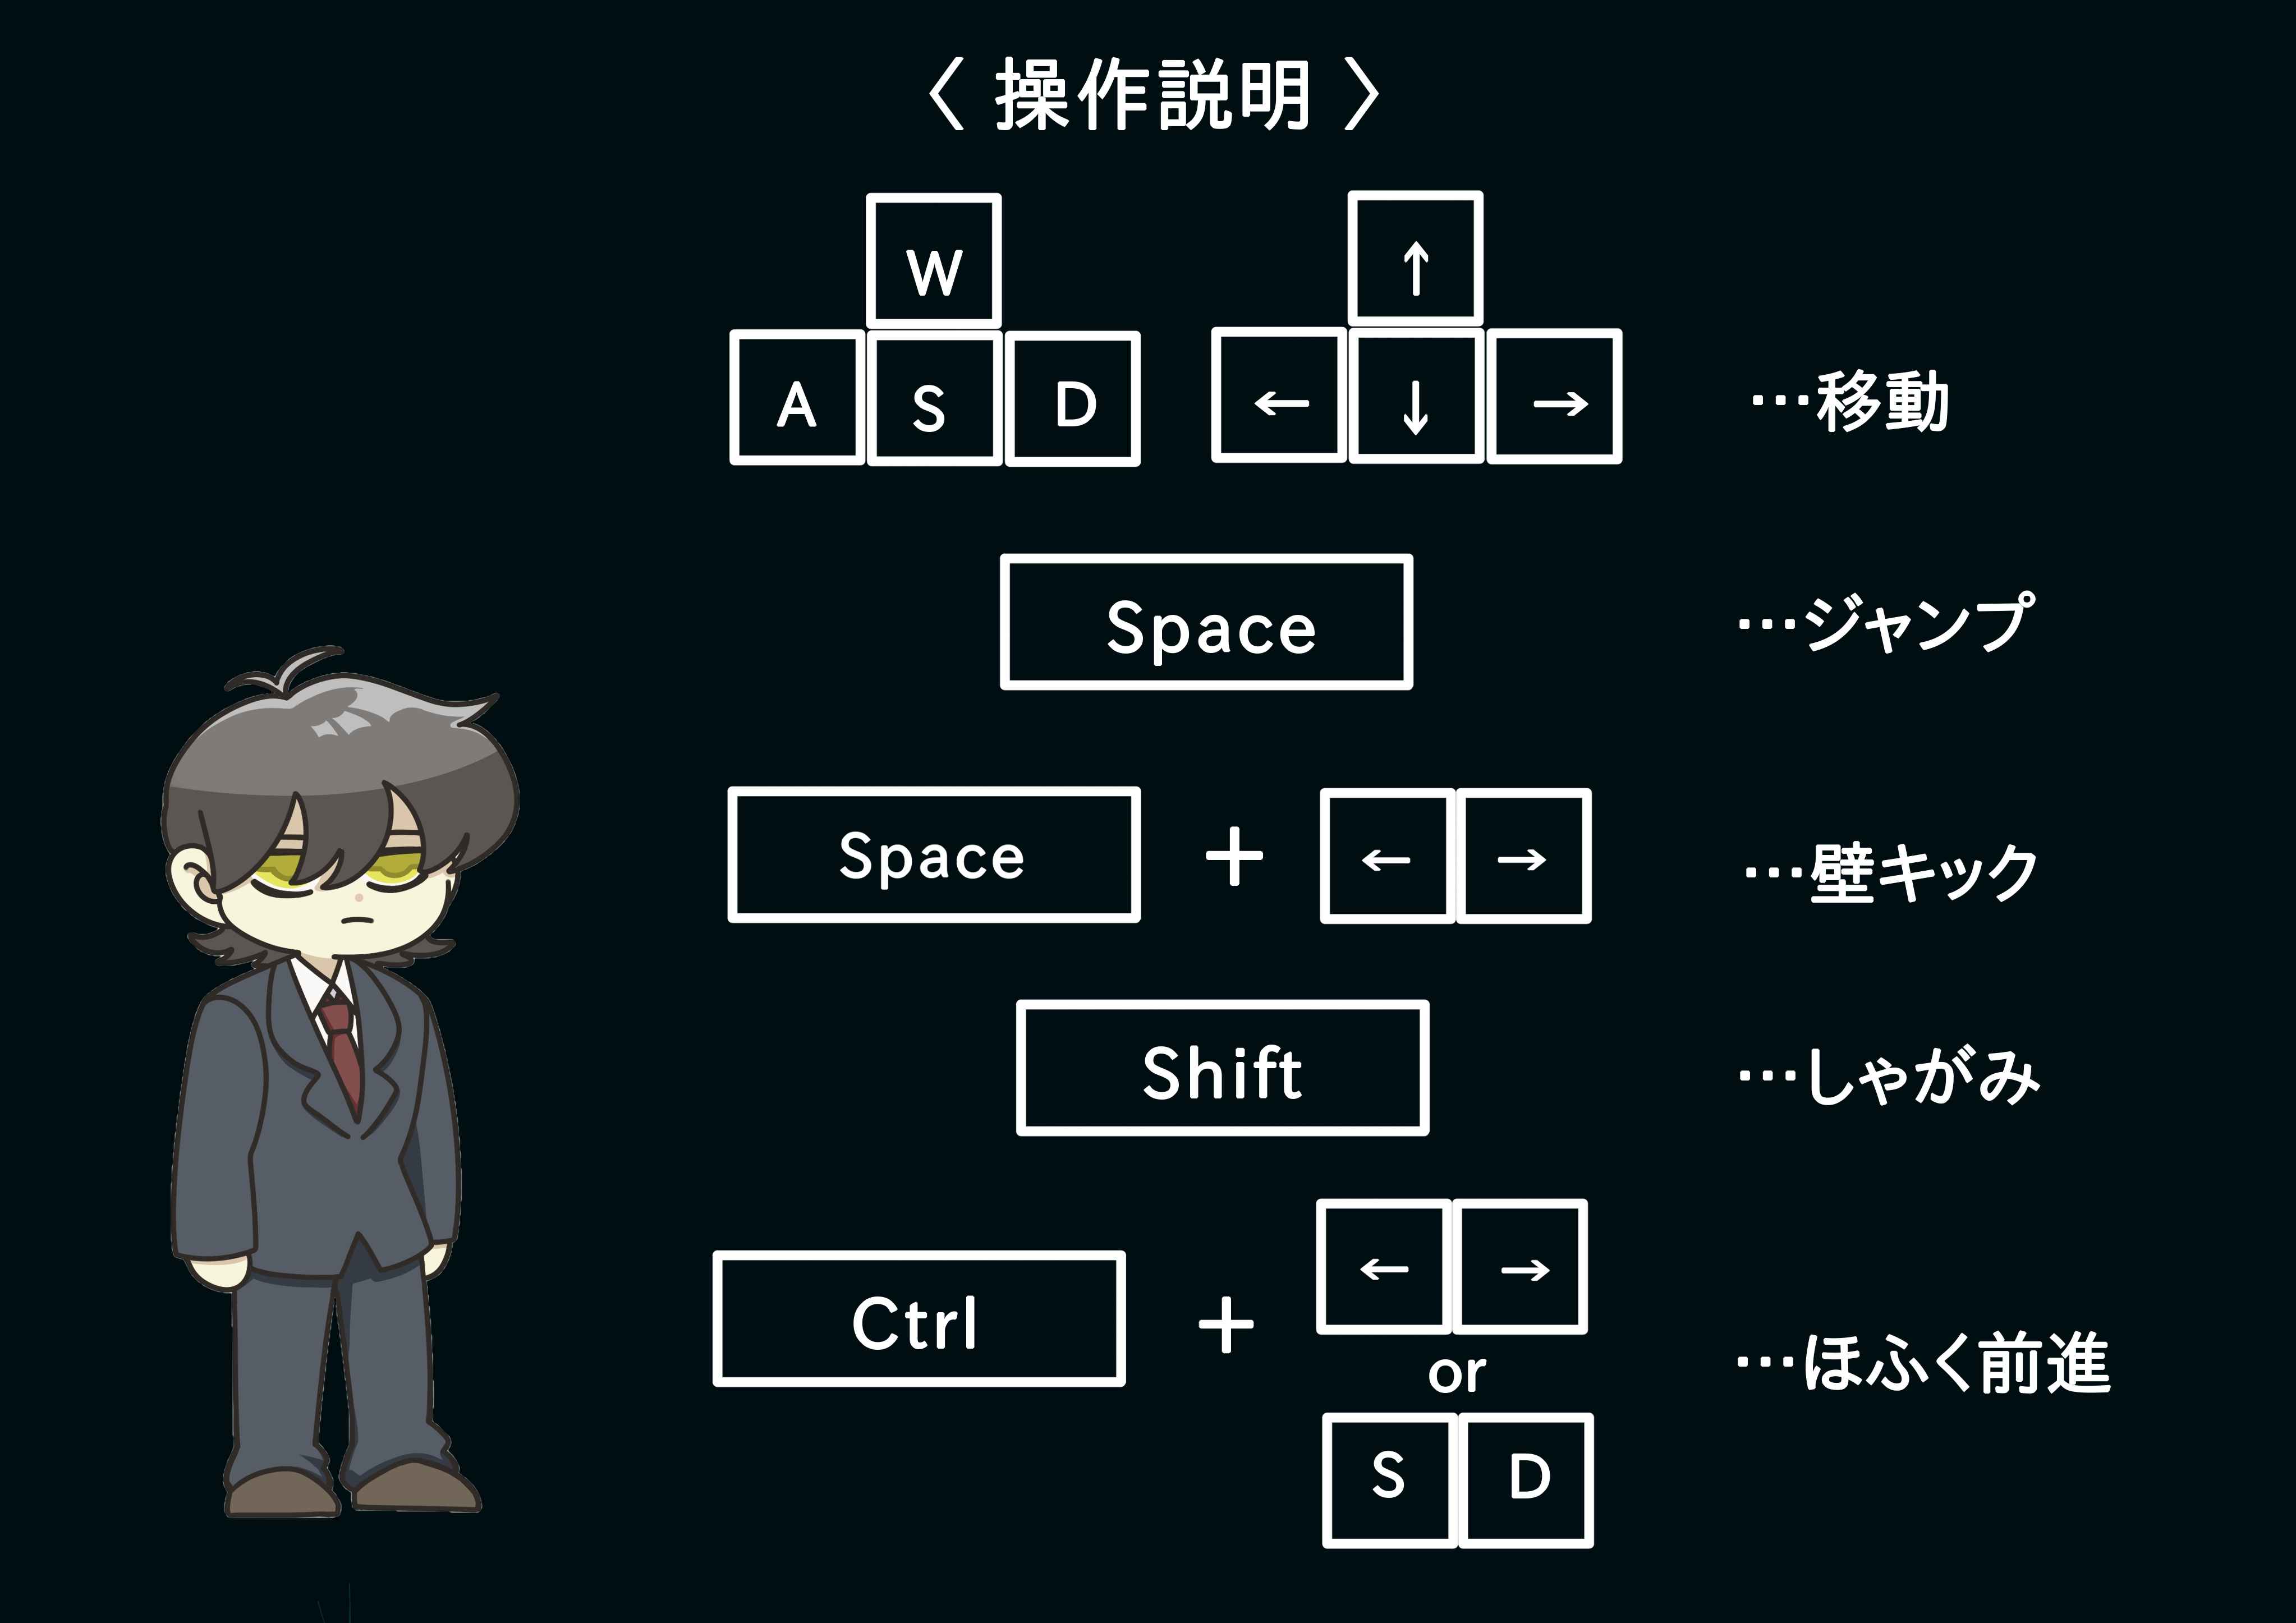 〈 操作説明 〉
W ↑
A S D ← ↓ → …移動
Space …ジャンプ
Space + ← → …壁キック
Shift …しゃがみ
← →
Ctrl + or …ほふく前進
S D